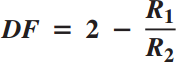 DF = 2 − R₁/R₂